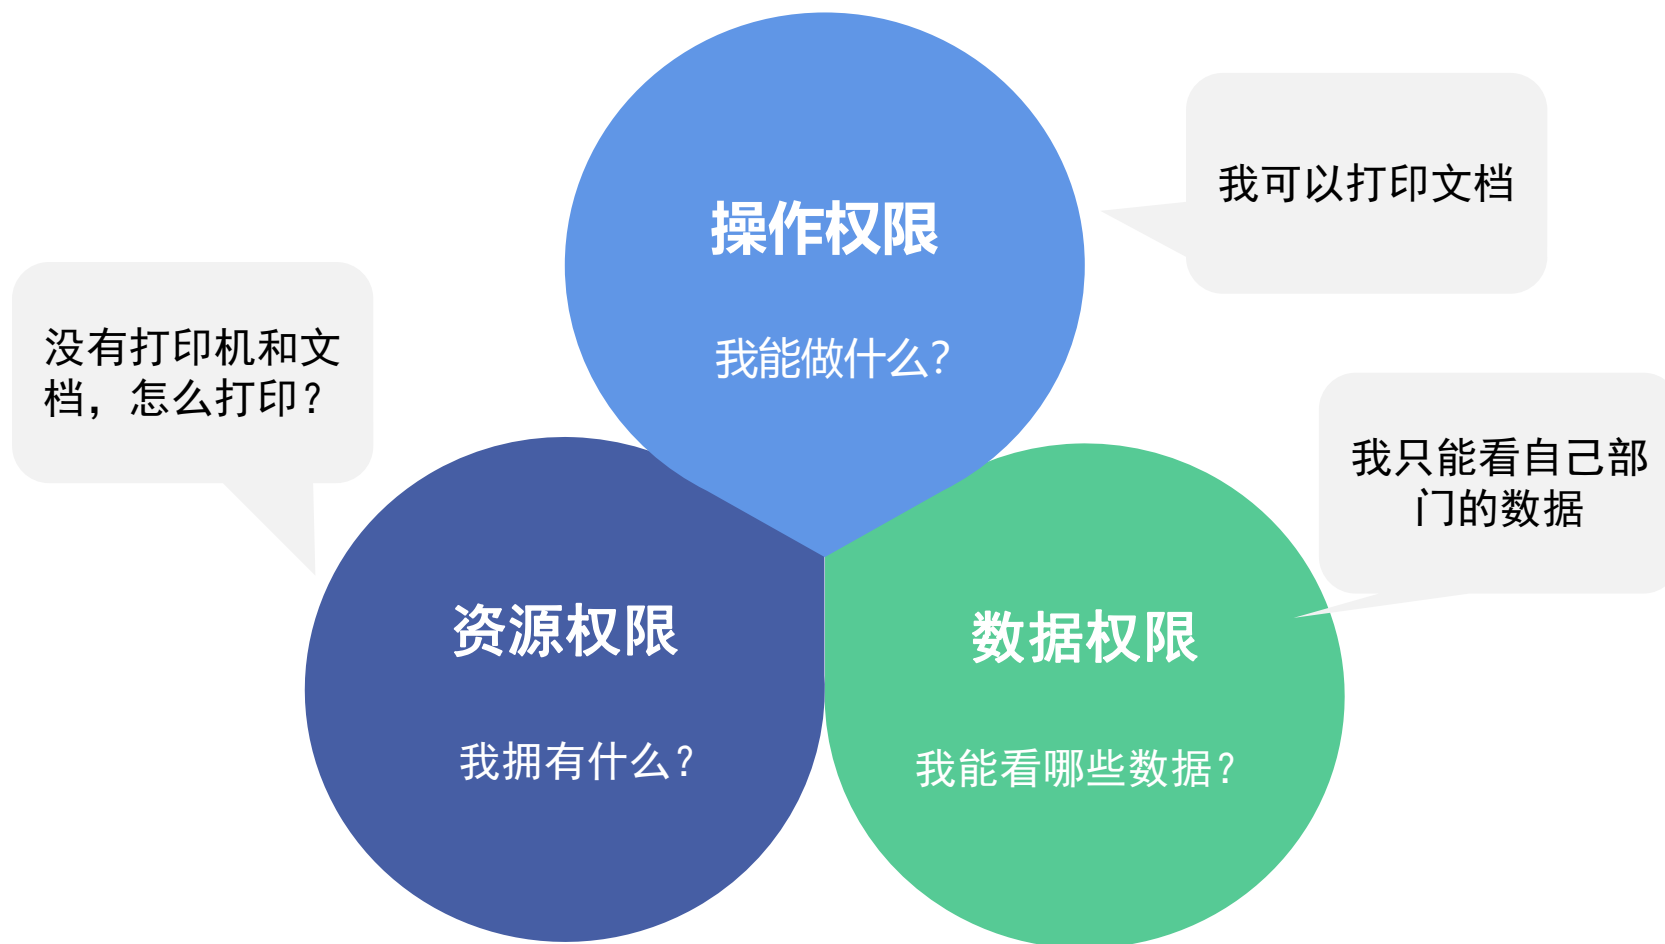 操作权限
我能做什么?
我可以打印文档
没有打印机和文
档，怎么打印?
资源权限
我拥有什么?
我只能看自己部
门的数据
数据权限
我能看哪些数据?